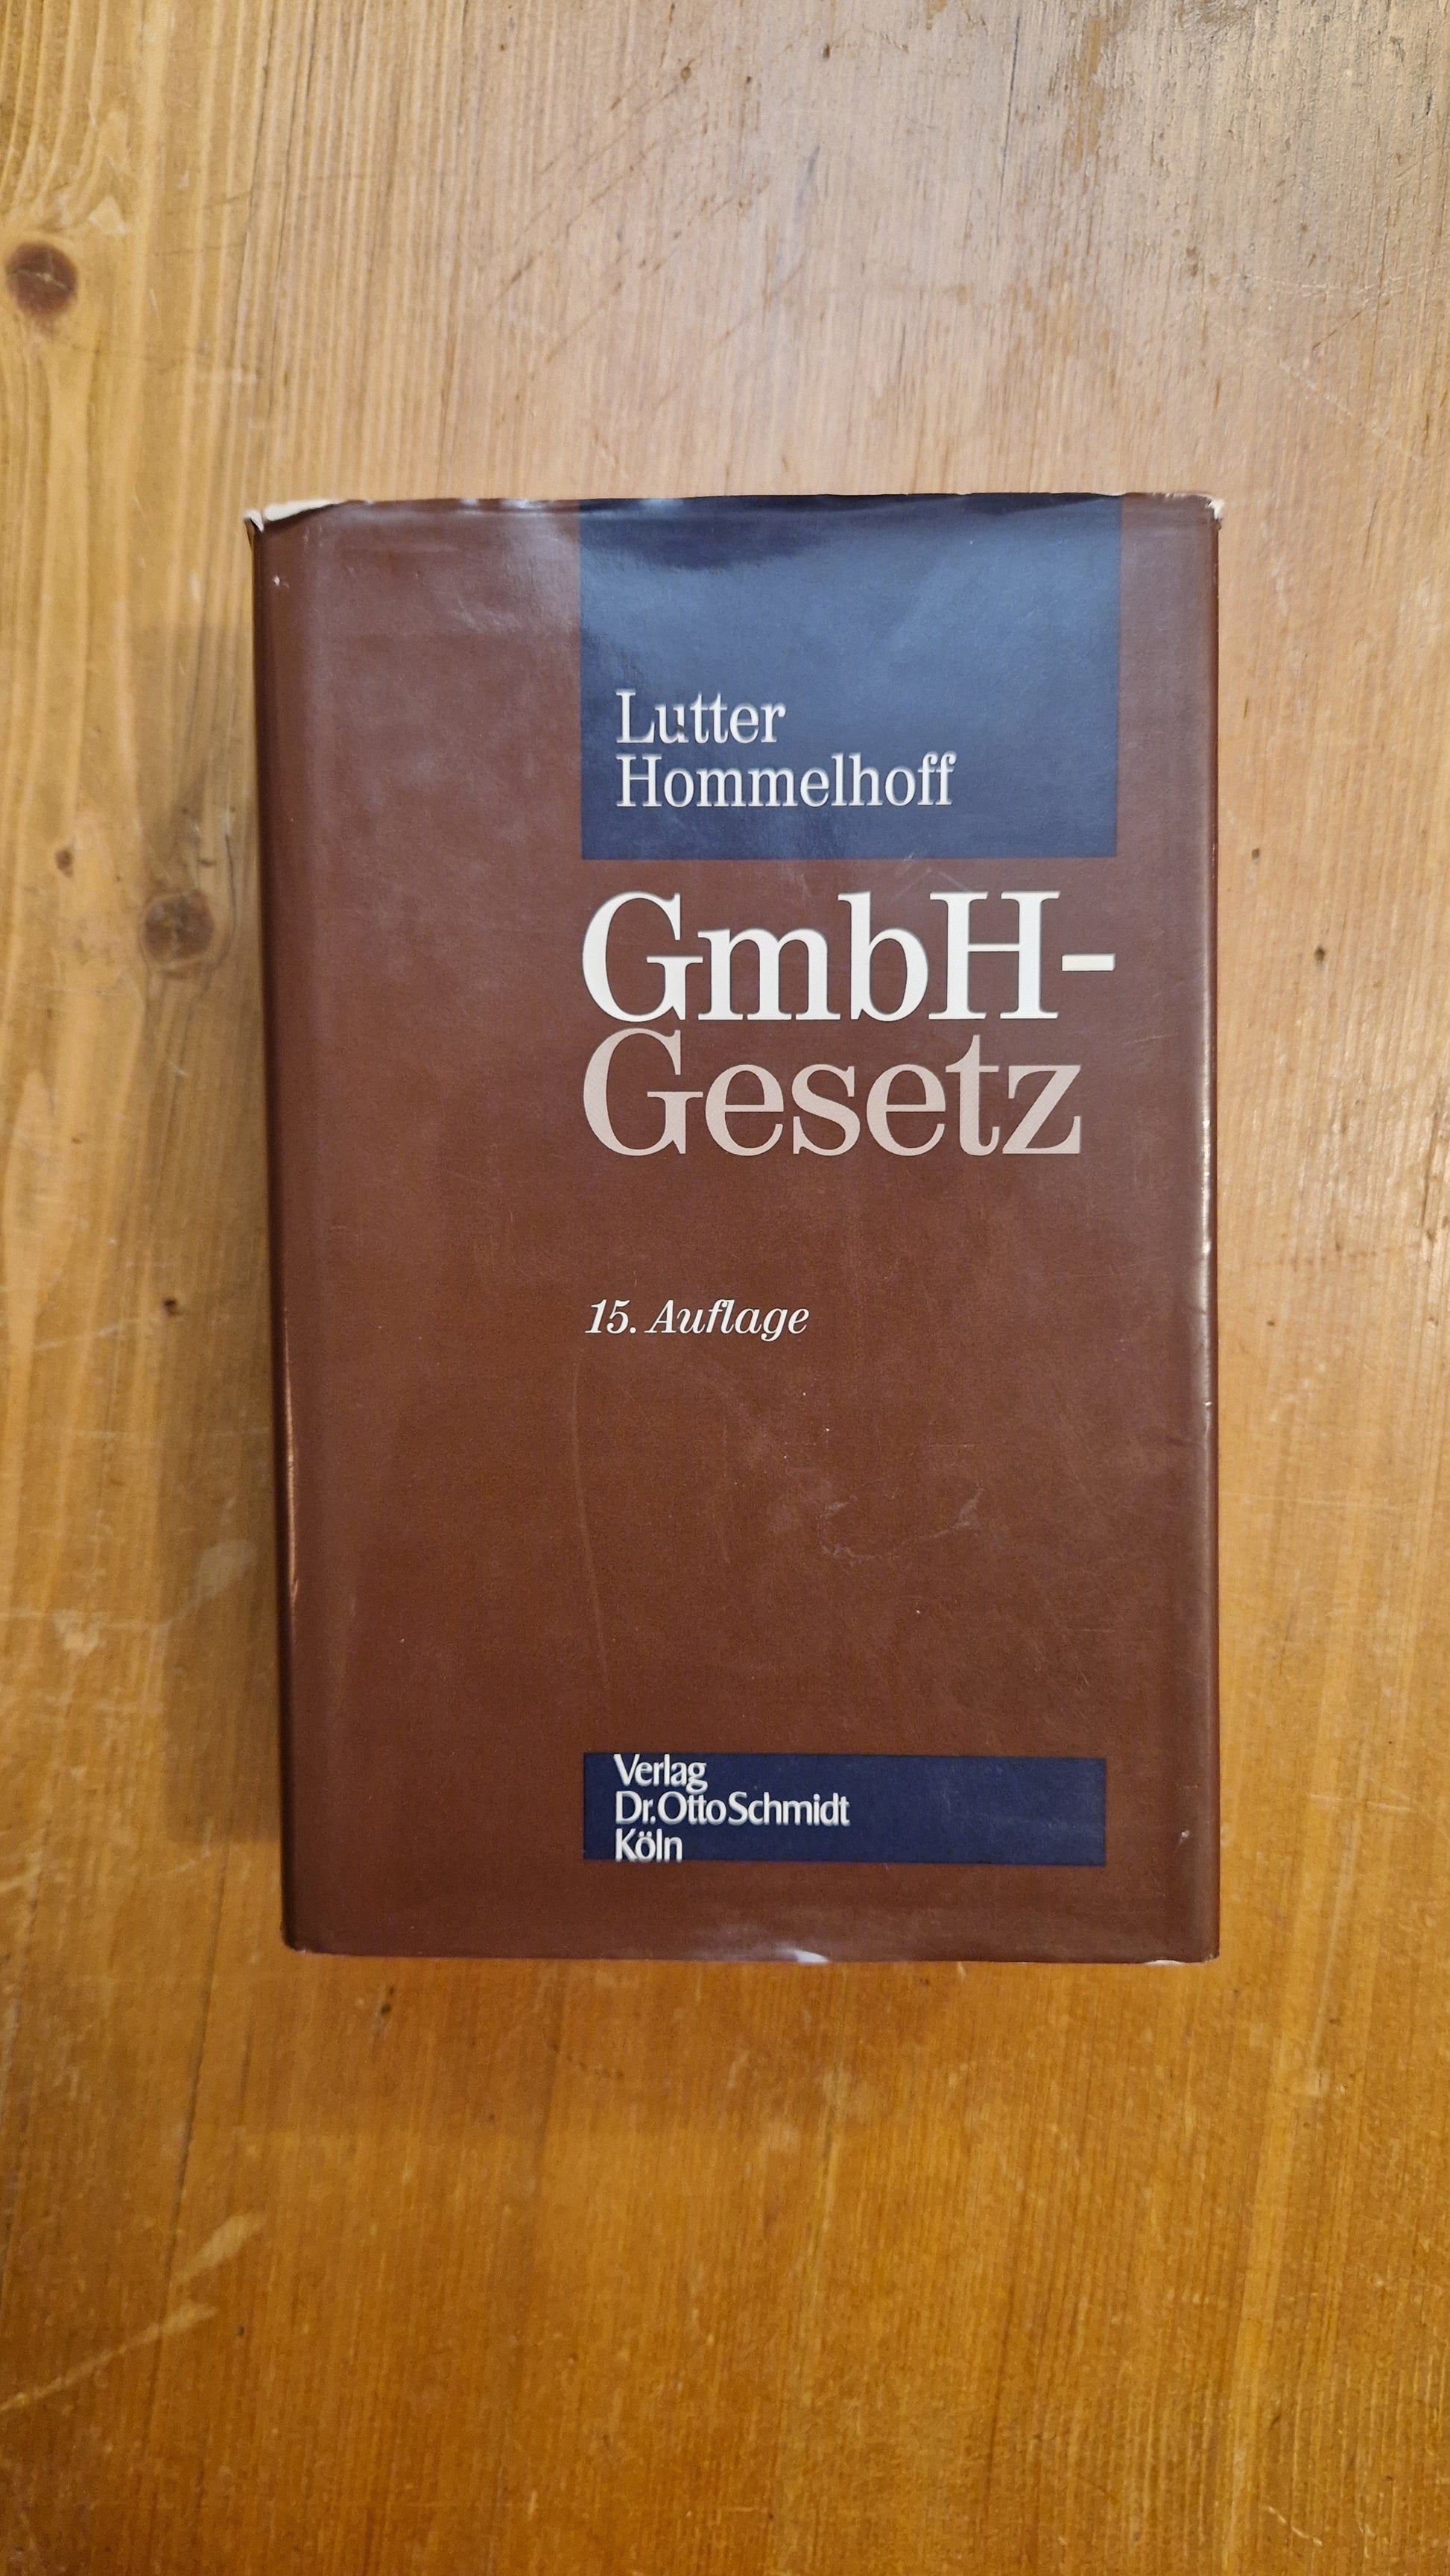 Lutter
Hommelhoff
GmbH-
Gesetz
15. Auflage
Verlag
Dr. Otto Schmidt
Köln